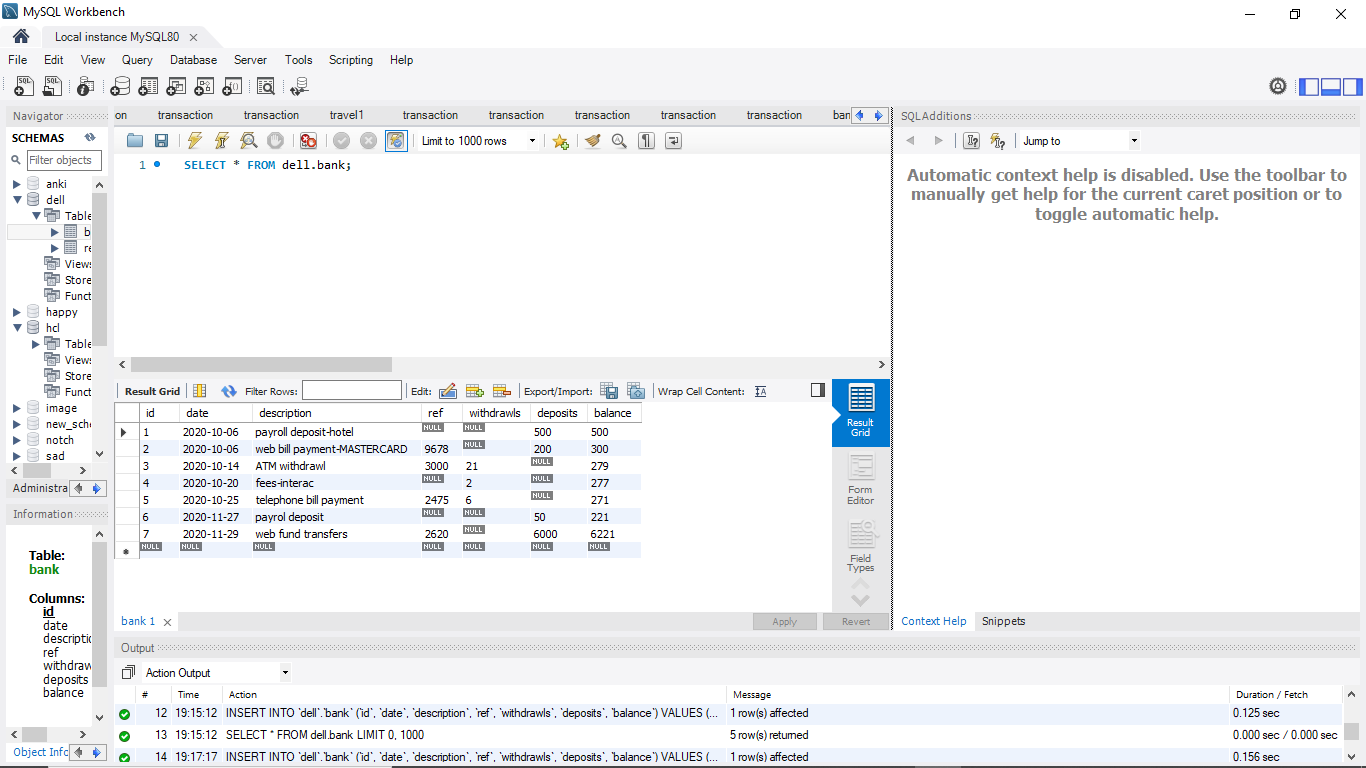 MySQL Workbench
Local instance MySQL80
File Edit View Query Database Server Tools Scripting Help
Navigator
SCHEMAS
Filter objects
anki
dell
Table
b
re
Views
Store
Funct
happy
hcl
Table
Views
Store
Funct
image
new_sche
notch
sad
Administra
Information
Table:
bank
Columns:
id
date
descriptic
ref
withdraw
deposits
balance
Object Info
on transaction transaction travel1 transaction transaction transaction transaction transaction ban
Limit to 1000 rows
1 SELECT * FROM dell.bank;
Result Grid Filter Rows: Edit: Export/Import: Wrap Cell Content:
id date description ref withdrawls deposits balance
1 2020-10-06 payroll deposit-hotel NULL NULL 500 500
2 2020-10-06 web bill payment-MASTERCARD 9678 NULL 200 300
3 2020-10-14 ATM withdrawl 3000 21 NULL 279
4 2020-10-20 fees-interac NULL 2 NULL 277
5 2020-10-25 telephone bill payment 2475 6 NULL 271
6 2020-11-27 payrol deposit NULL NULL 50 221
7 2020-11-29 web fund transfers 2620 NULL 6000 6221
NULL NULL NULL NULL NULL NULL NULL
Result
Grid
Form
Editor
Field
Types
bank 1
Apply Revert
SQLAdditions
Jump to
Automatic context help is disabled. Use the toolbar to
manually get help for the current caret position or to
toggle automatic help.
Context Help Snippets
Output
Action Output
# Time Action Message Duration / Fetch
12 19:15:12 INSERT INTO `dell`.`bank` (`id`, `date`, `description`, `ref`, `withdrawls`, `deposits`, `balance`) VALUES (... 1 row(s) affected 0.125 sec
13 19:15:12 SELECT * FROM dell.bank LIMIT 0, 1000 5 row(s) returned 0.000 sec / 0.000 sec
14 19:17:17 INSERT INTO `dell`.`bank` (`id`, `date`, `description`, `ref`, `withdrawls`, `deposits`, `balance`) VALUES (... 1 row(s) affected 0.156 sec